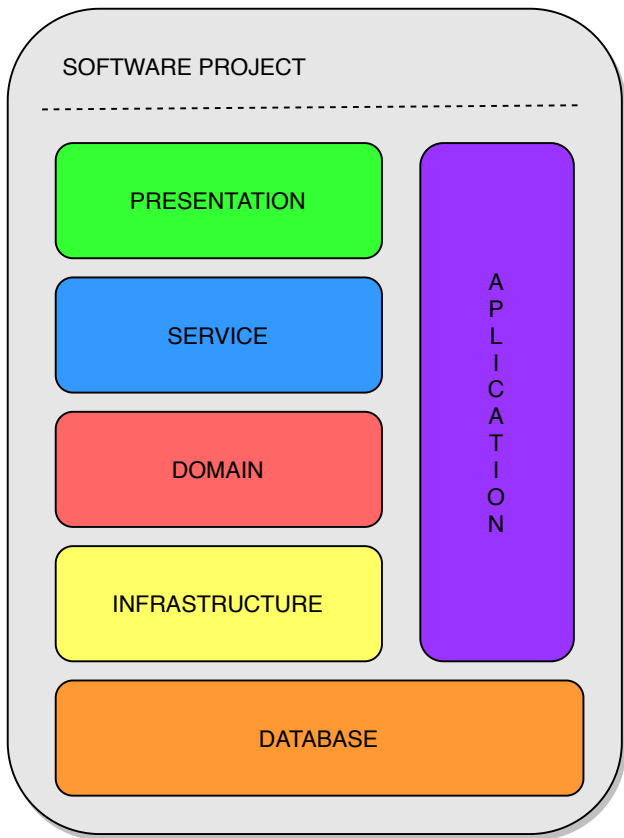 SOFTWARE PROJECT
PRESENTATION
SERVICE
DOMAIN
INFRASTRUCTURE
A
P
L
I
C
A
T
I
O
N
DATABASE